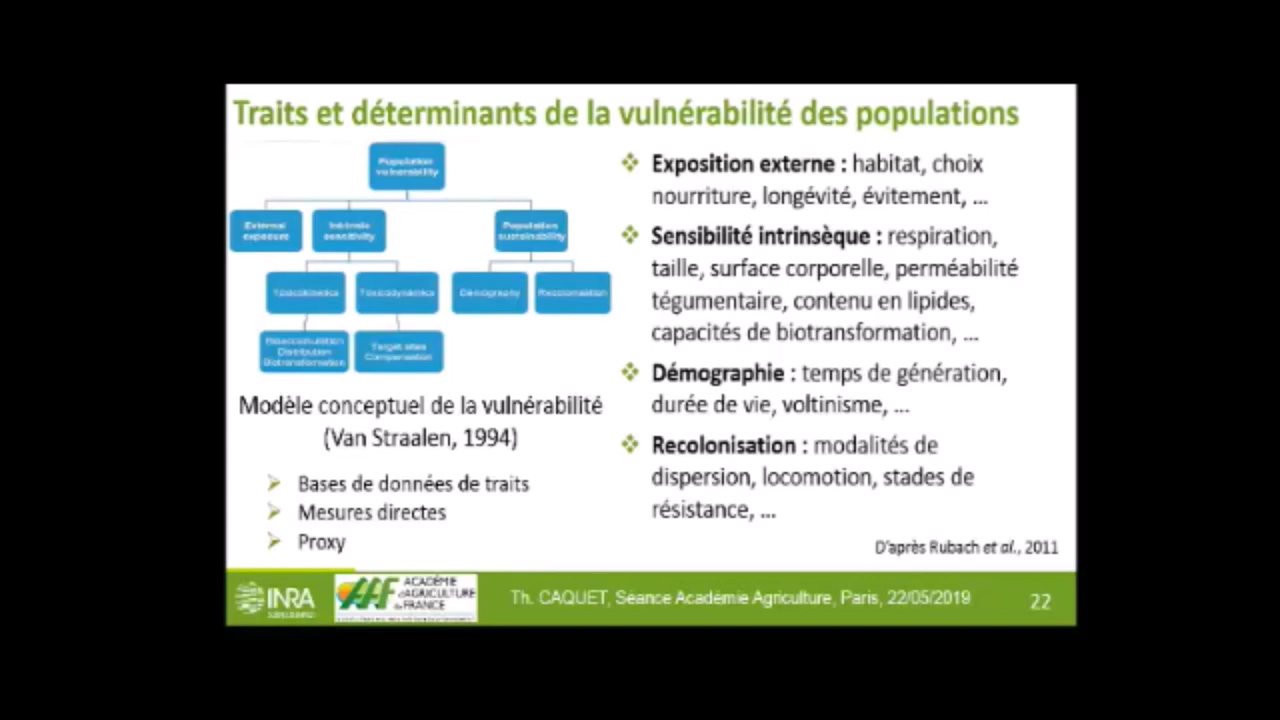 Traits et déterminants de la vulnérabilité des populations
Population
vulnerability
External
exposure
Intrinsic
sensitivity
Population
sustainability
Toxicokinetics
Toxicodynamics
Demography
Recolonisation
Bioaccumulation
Distribution
Biotransformation
Target sites
Compensation
Modèle conceptuel de la vulnérabilité
(Van Straalen, 1994)
Bases de données de traits
Mesures directes
Proxy
Exposition externe : habitat, choix
nourriture, longévité, évitement, ...
Sensibilité intrinsèque : respiration,
taille, surface corporelle, perméabilité
tégumentaire, contenu en lipides,
capacités de biotransformation, ...
Démographie : temps de génération,
durée de vie, voltinisme, ...
Recolonisation : modalités de
dispersion, locomotion, stades de
résistance, ...
D'après Rubach et al., 2011
INRA
AAF
ACADÉMIE
d'AGRICULTURE
de FRANCE
Th. CAQUET, Séance Académie Agriculture, Paris, 22/05/2019
22